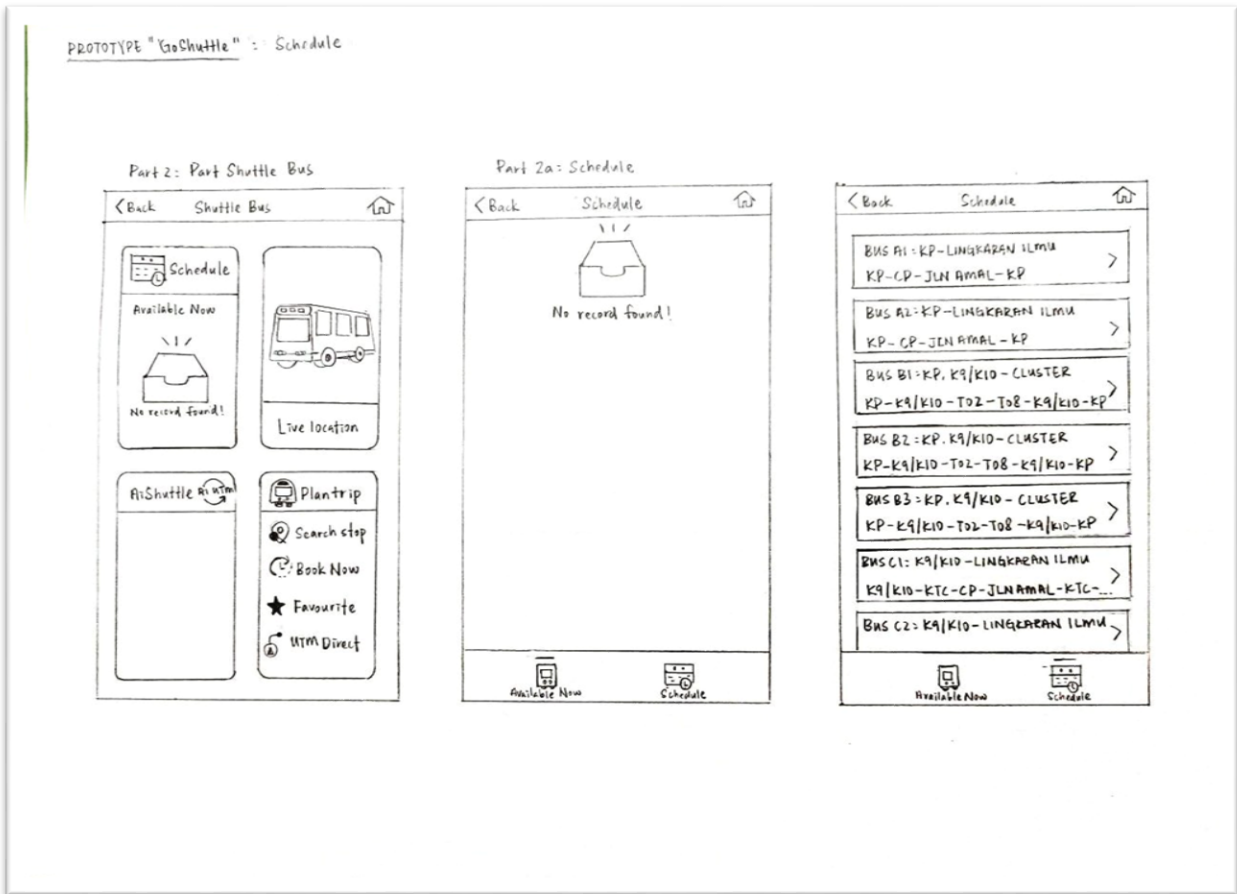 PROTOTYPE "GoShuttle" : Schedule
Part 2: Part Shuttle Bus
< Back Shuttle Bus
Schedule
Available Now
No record found!
Live location
AiShuttle Ai UTM
Plan trip
Search stop
Book Now
Favourite
UTM Direct
Part 2a: Schedule
< Back Schedule
No record found!
Available Now Schedule
< Back Schedule
BUS A1 : KP-LINGKARAN ILMU
KP-CP-JLN AMAL-KP
BUS A2 : KP-LINGKARAN ILMU
KP-CP-JLN AMAL-KP
BUS B1 : KP. K9/K10 - CLUSTER
KP-K9/K10-T02-T08-K9/K10-KP
BUS B2 : KP. K9/K10 - CLUSTER
KP-K9/K10-T02-T08-K9/K10-KP
BUS B3 : KP. K9/K10 - CLUSTER
KP-K9/K10-T02-T08-K9/K10-KP
BUS C1 : K9/K10-LINGKARAN ILMU
K9/K10-KTC-CP-JLN AMAL-KTC-...
BUS C2 : K9/K10-LINGKARAN ILMU
Available Now Schedule